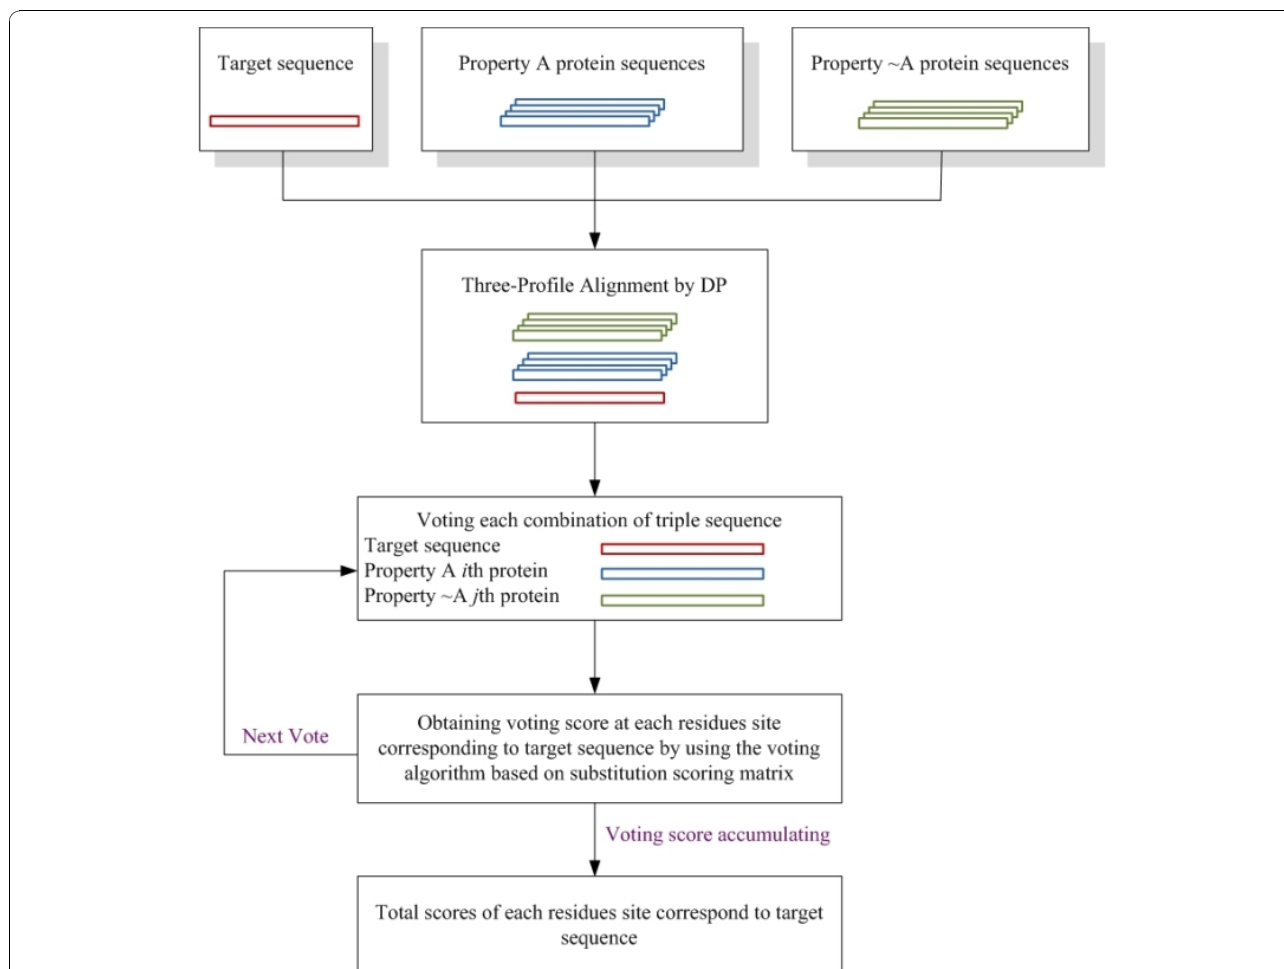 Target sequence
Property A protein sequences
Property ~A protein sequences
Three-Profile Alignment by DP
Voting each combination of triple sequence
Target sequence
Property A ith protein
Property ~A jth protein
Next Vote
Obtaining voting score at each residues site
corresponding to target sequence by using the voting
algorithm based on substitution scoring matrix
Voting score accumulating
Total scores of each residues site correspond to target
sequence